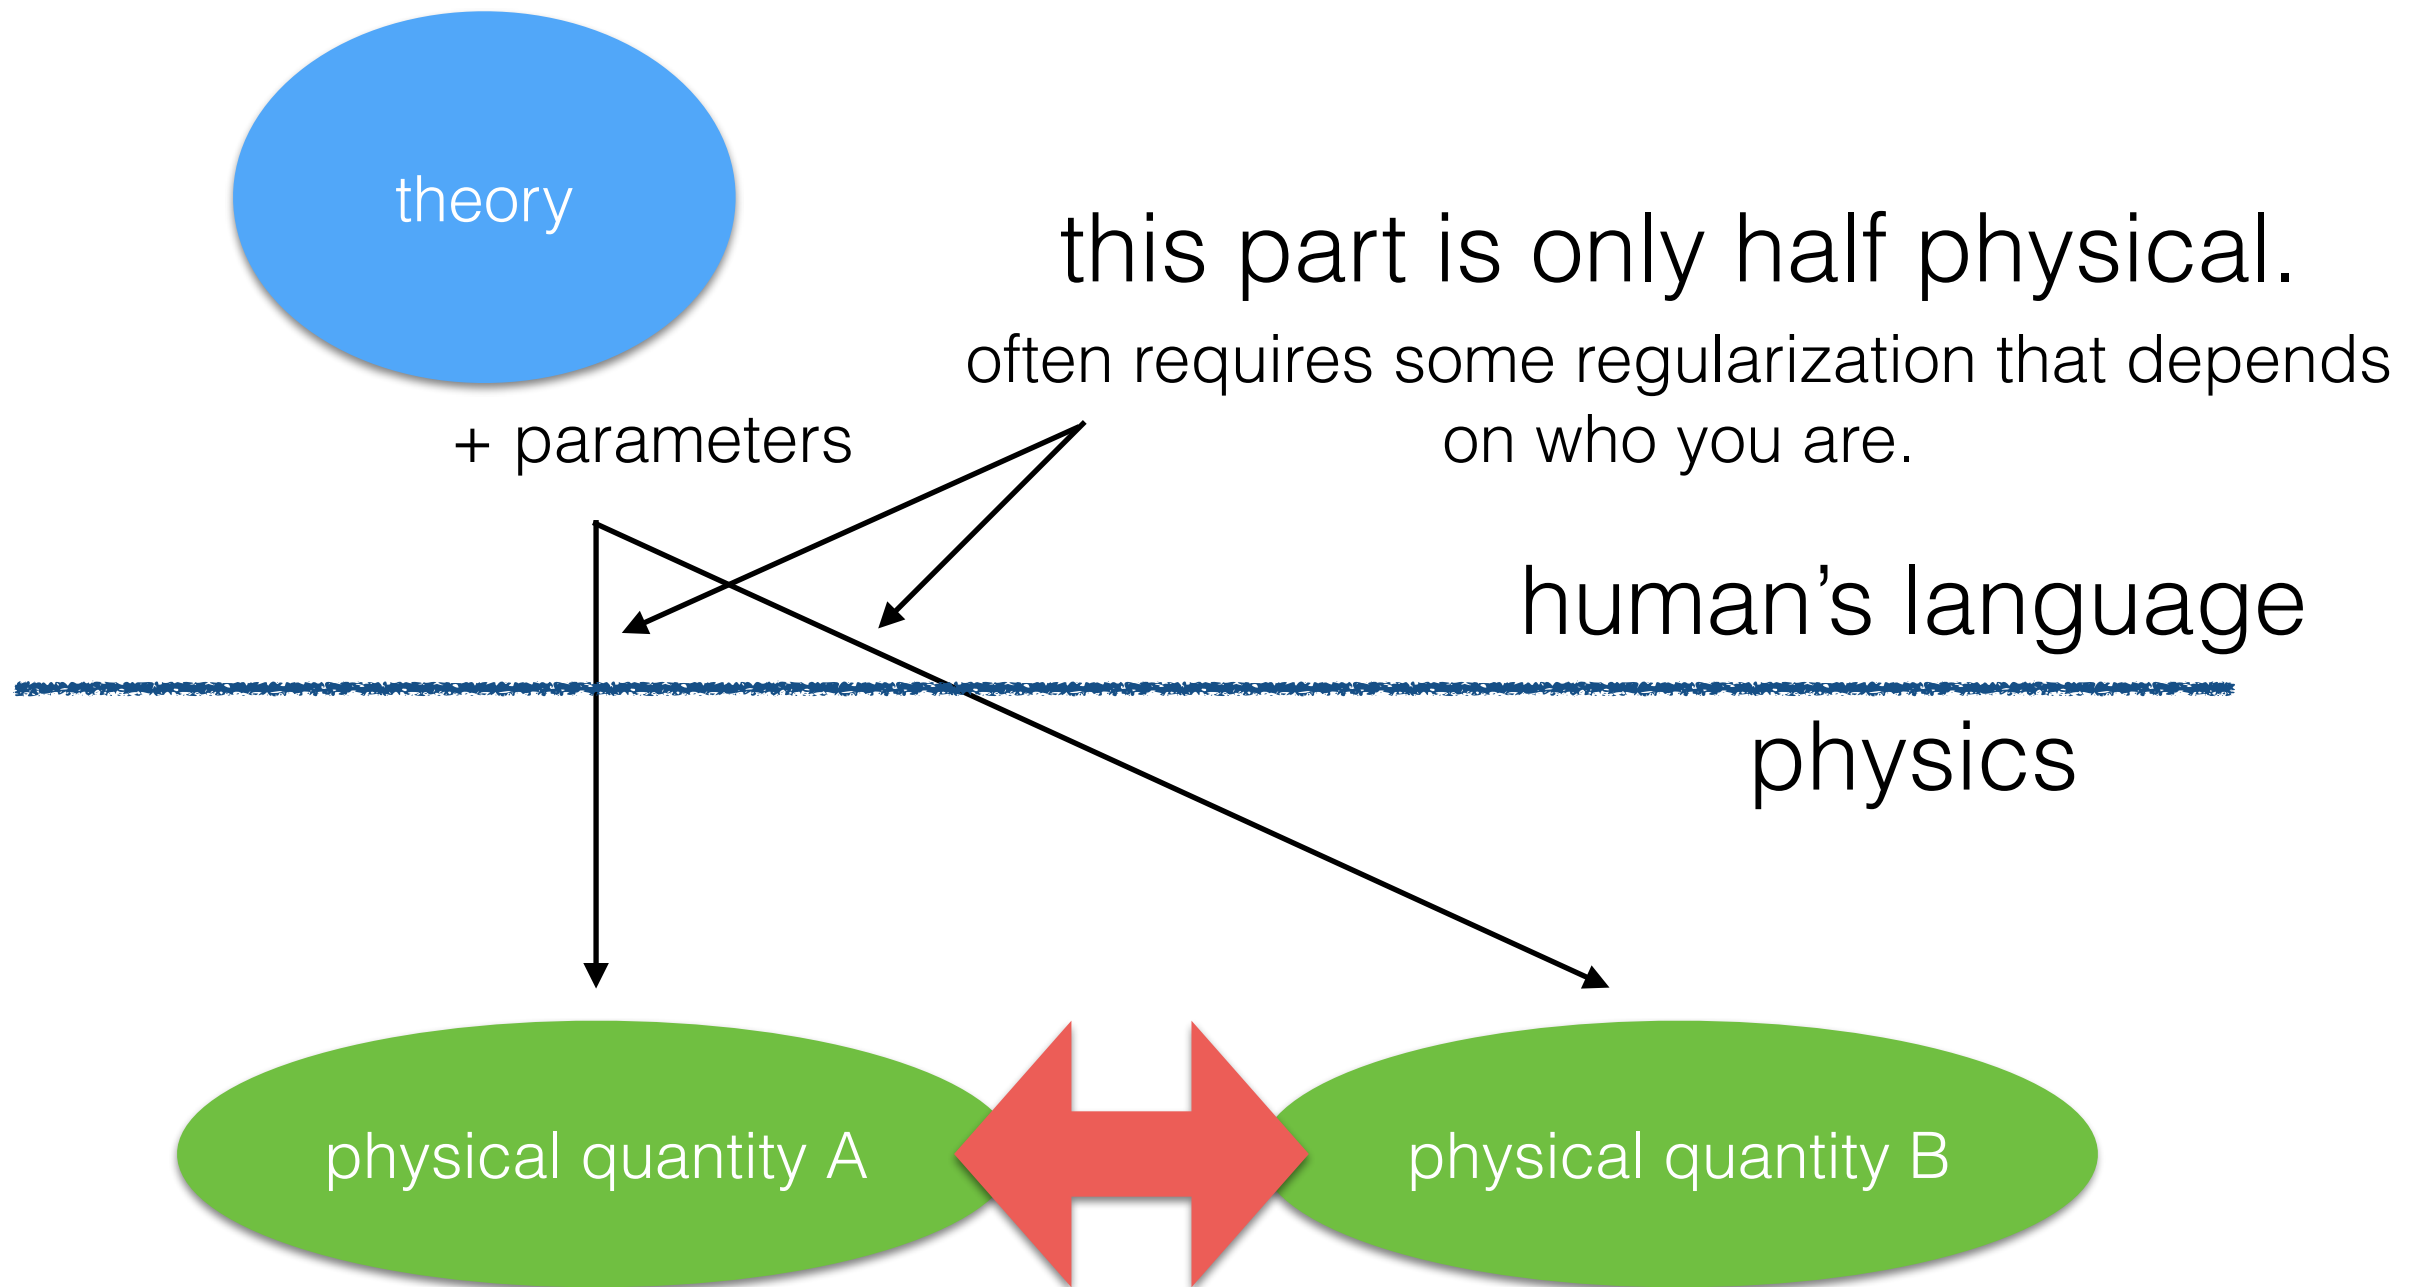 theory
+ parameters
this part is only half physical.
often requires some regularization that depends
on who you are.
human’s language
physics
physical quantity A
physical quantity B